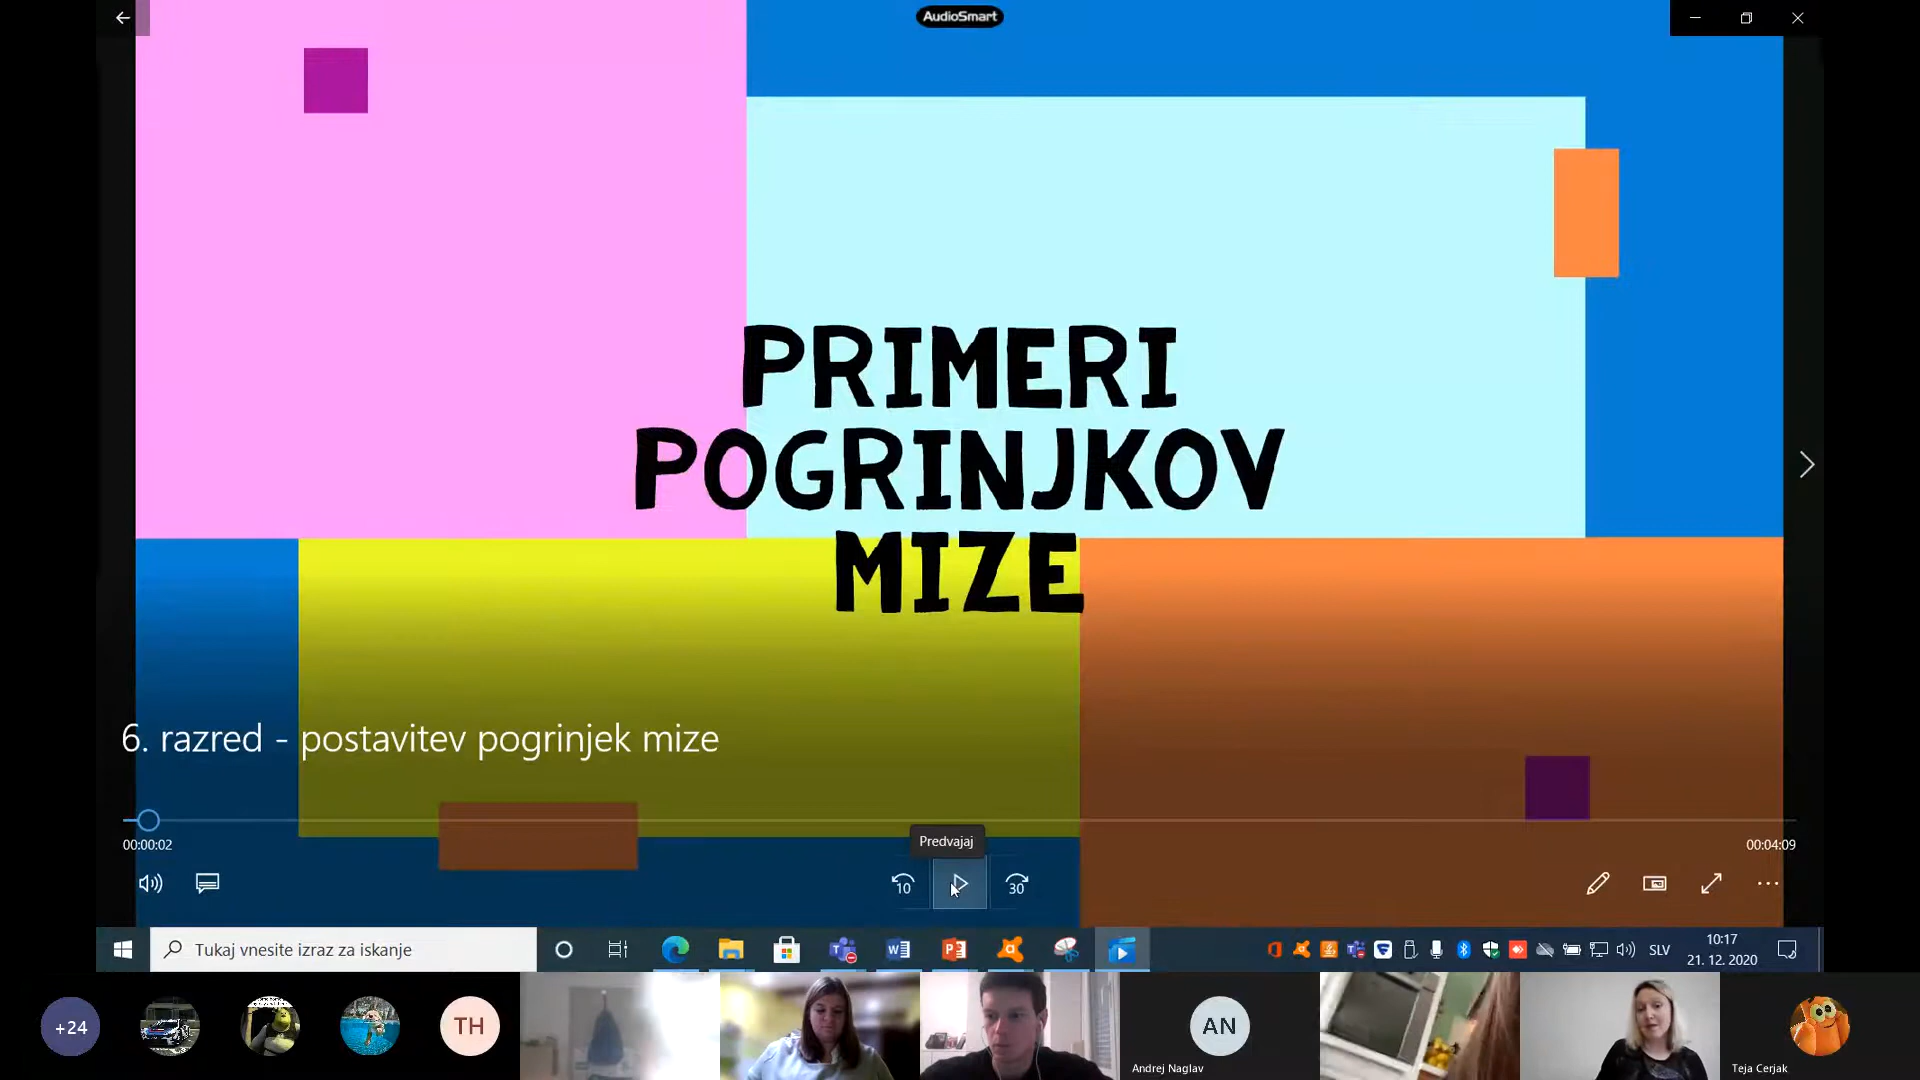 AudioSmart
PRIMERI
POGRINJKOV
MIZE
6. razred - postavitev pogrinjek mize
00:00:02
Predvajaj
00:04:09
10
30
Tukaj vnesite izraz za iskanje
SLV
10:17
21. 12. 2020
+24
TH
AN
Andrej Naglav
Teja Cerjak